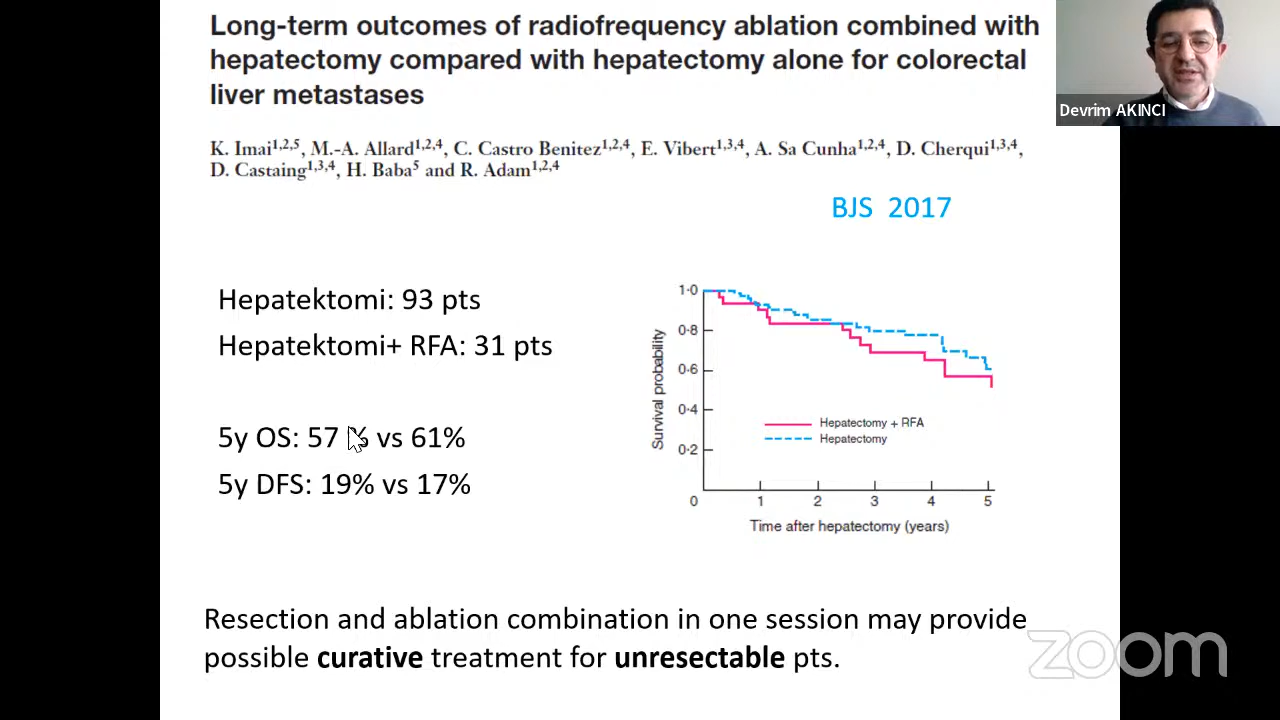 Long-term outcomes of radiofrequency ablation combined with
hepatectomy compared with hepatectomy alone for colorectal
liver metastases
K. Imai1,2,5, M.-A. Allard1,2,4, C. Castro Benitez1,2,4, E. Vibert1,3,4, A. Sa Cunha1,2,4, D. Cherqui1,3,4,
D. Castaing1,3,4, H. Baba5 and R. Adam1,2,4
Devrim AKINCI
BJS 2017
Hepatektomi: 93 pts
Hepatektomi+ RFA: 31 pts
5y OS: 57 % vs 61%
5y DFS: 19% vs 17%
1·0
0·8
0·6
0·4
0·2
0
Survival probability
Hepatectomy + RFA
Hepatectomy
1 2 3 4 5
Time after hepatectomy (years)
Resection and ablation combination in one session may provide
possible curative treatment for unresectable pts.
zoom